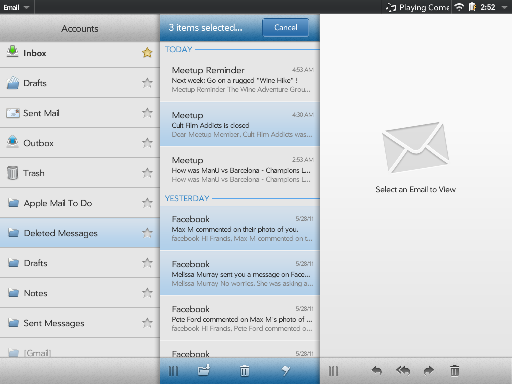 Email
Playing Come
2:52
Accounts
Inbox
Drafts
Sent Mail
Outbox
Trash
Apple Mail To Do
Deleted Messages
Drafts
Notes
Sent Messages
[Gmail]
3 items selected...
Cancel
TODAY
Meetup Reminder 4:53 AM
Next week: Go on a rugged "Wine Hike" !
Meetup Reminder The Wine Adventure Grou...
Meetup 4:30 AM
Cult Film Addicts is closed
Dear Meetup Member, Cult Film Addicts was...
Meetup 2:53 AM
How ManU vs Barcelona - Champions L...
How ManU vs Barcelona - Champions L...
YESTERDAY
Facebook 5/28/11
Max M commented on their photo of you.
facebook Hi Frands, Max M commented on t...
Facebook 5/28/11
Melissa Murray sent you a message on Face...
Melissa Murray No worries. She was asking a...
Facebook 5/28/11
Pete Ford commented on Max M's photo of ...
facebook Hi Frands, Pete Ford commented o...
Facebook 5/28/11
Select an Email to View